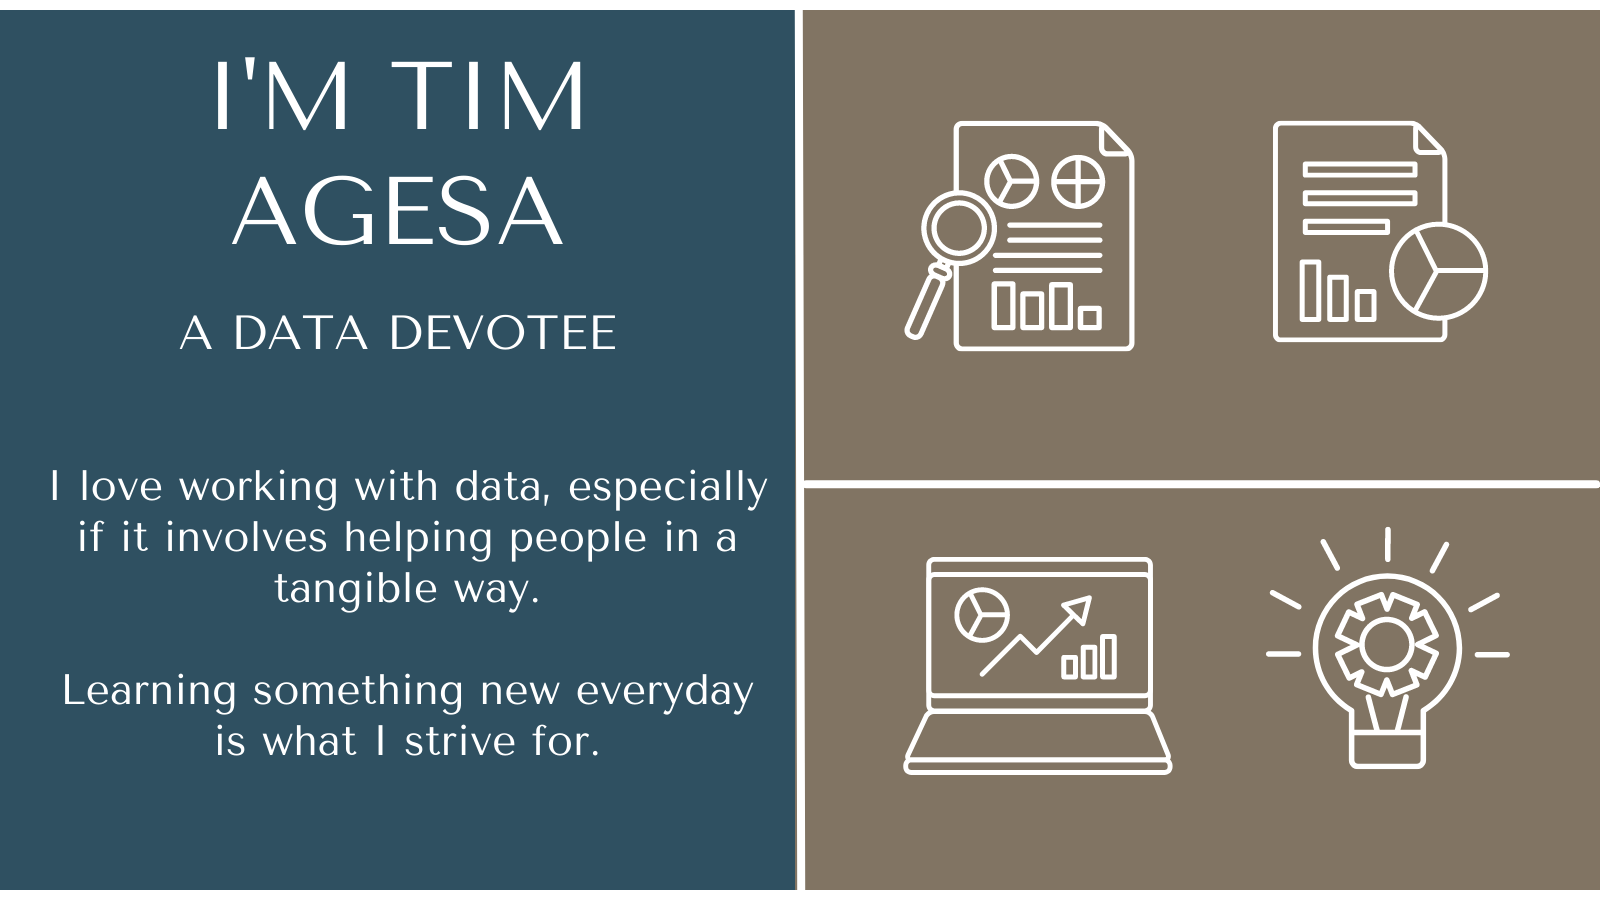 I'M TIM
AGESA
A DATA DEVOTEE
I love working with data, especially
if it involves helping people in a
tangible way.
Learning something new everyday
is what I strive for.